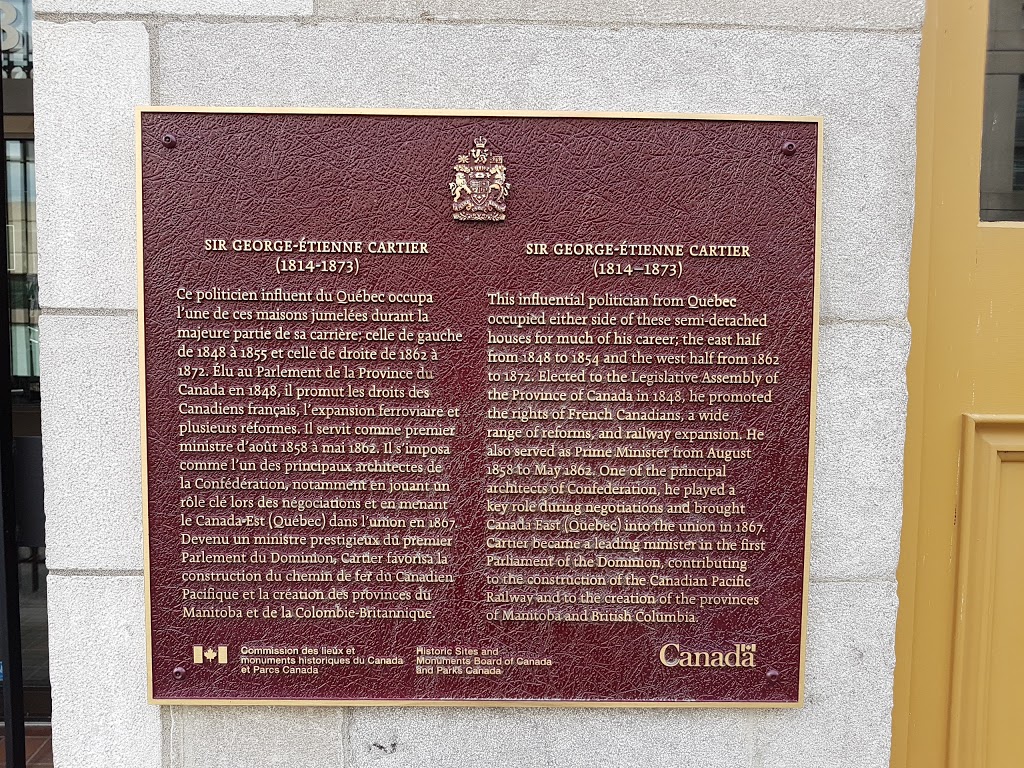 SIR GEORGE-ÉTIENNE CARTIER
(1814-1873)
Ce politicien influent du Québec occupa
l'une de ces maisons jumelées durant la
majeure partie de sa carrière; celle de gauche
de 1848 à 1855 et celle de droite de 1862 à
1872. Élu au Parlement de la Province du
Canada en 1848, il promut les droits des
Canadiens français, l'expansion ferroviaire et
plusieurs réformes. Il servit comme premier
ministre d'août 1858 à mai 1862. Il s'imposa
comme l'un des principaux architectes de
la Confédération, notamment en jouant un
rôle clé lors des négociations et en menant
le Canada-Est (Québec) dans l'union en 1867.
Devenu un ministre prestigieux du premier
Parlement du Dominion, Cartier favorisa la
construction du chemin de fer du Canadien
Pacifique et la création des provinces du
Manitoba et de la Colombie-Britannique.
SIR GEORGE-ÉTIENNE CARTIER
(1814–1873)
This influential politician from Quebec
occupied either side of these semi-detached
houses for much of his career; the east half
from 1848 to 1854 and the west half from 1862
to 1872. Elected to the Legislative Assembly of
the Province of Canada in 1848, he promoted
the rights of French Canadians, a wide
range of reforms, and railway expansion. He
also served as Prime Minister from August
1858 to May 1862. One of the principal
architects of Confederation, he played a
key role during negotiations and brought
Canada East (Quebec) into the union in 1867.
Cartier became a leading minister in the first
Parliament of the Dominion, contributing
to the construction of the Canadian Pacific
Railway and to the creation of the provinces
of Manitoba and British Columbia.
Commission des lieux et
monuments historiques du Canada
et Parcs Canada
Historic Sites and
Monuments Board of Canada
and Parks Canada
Canada